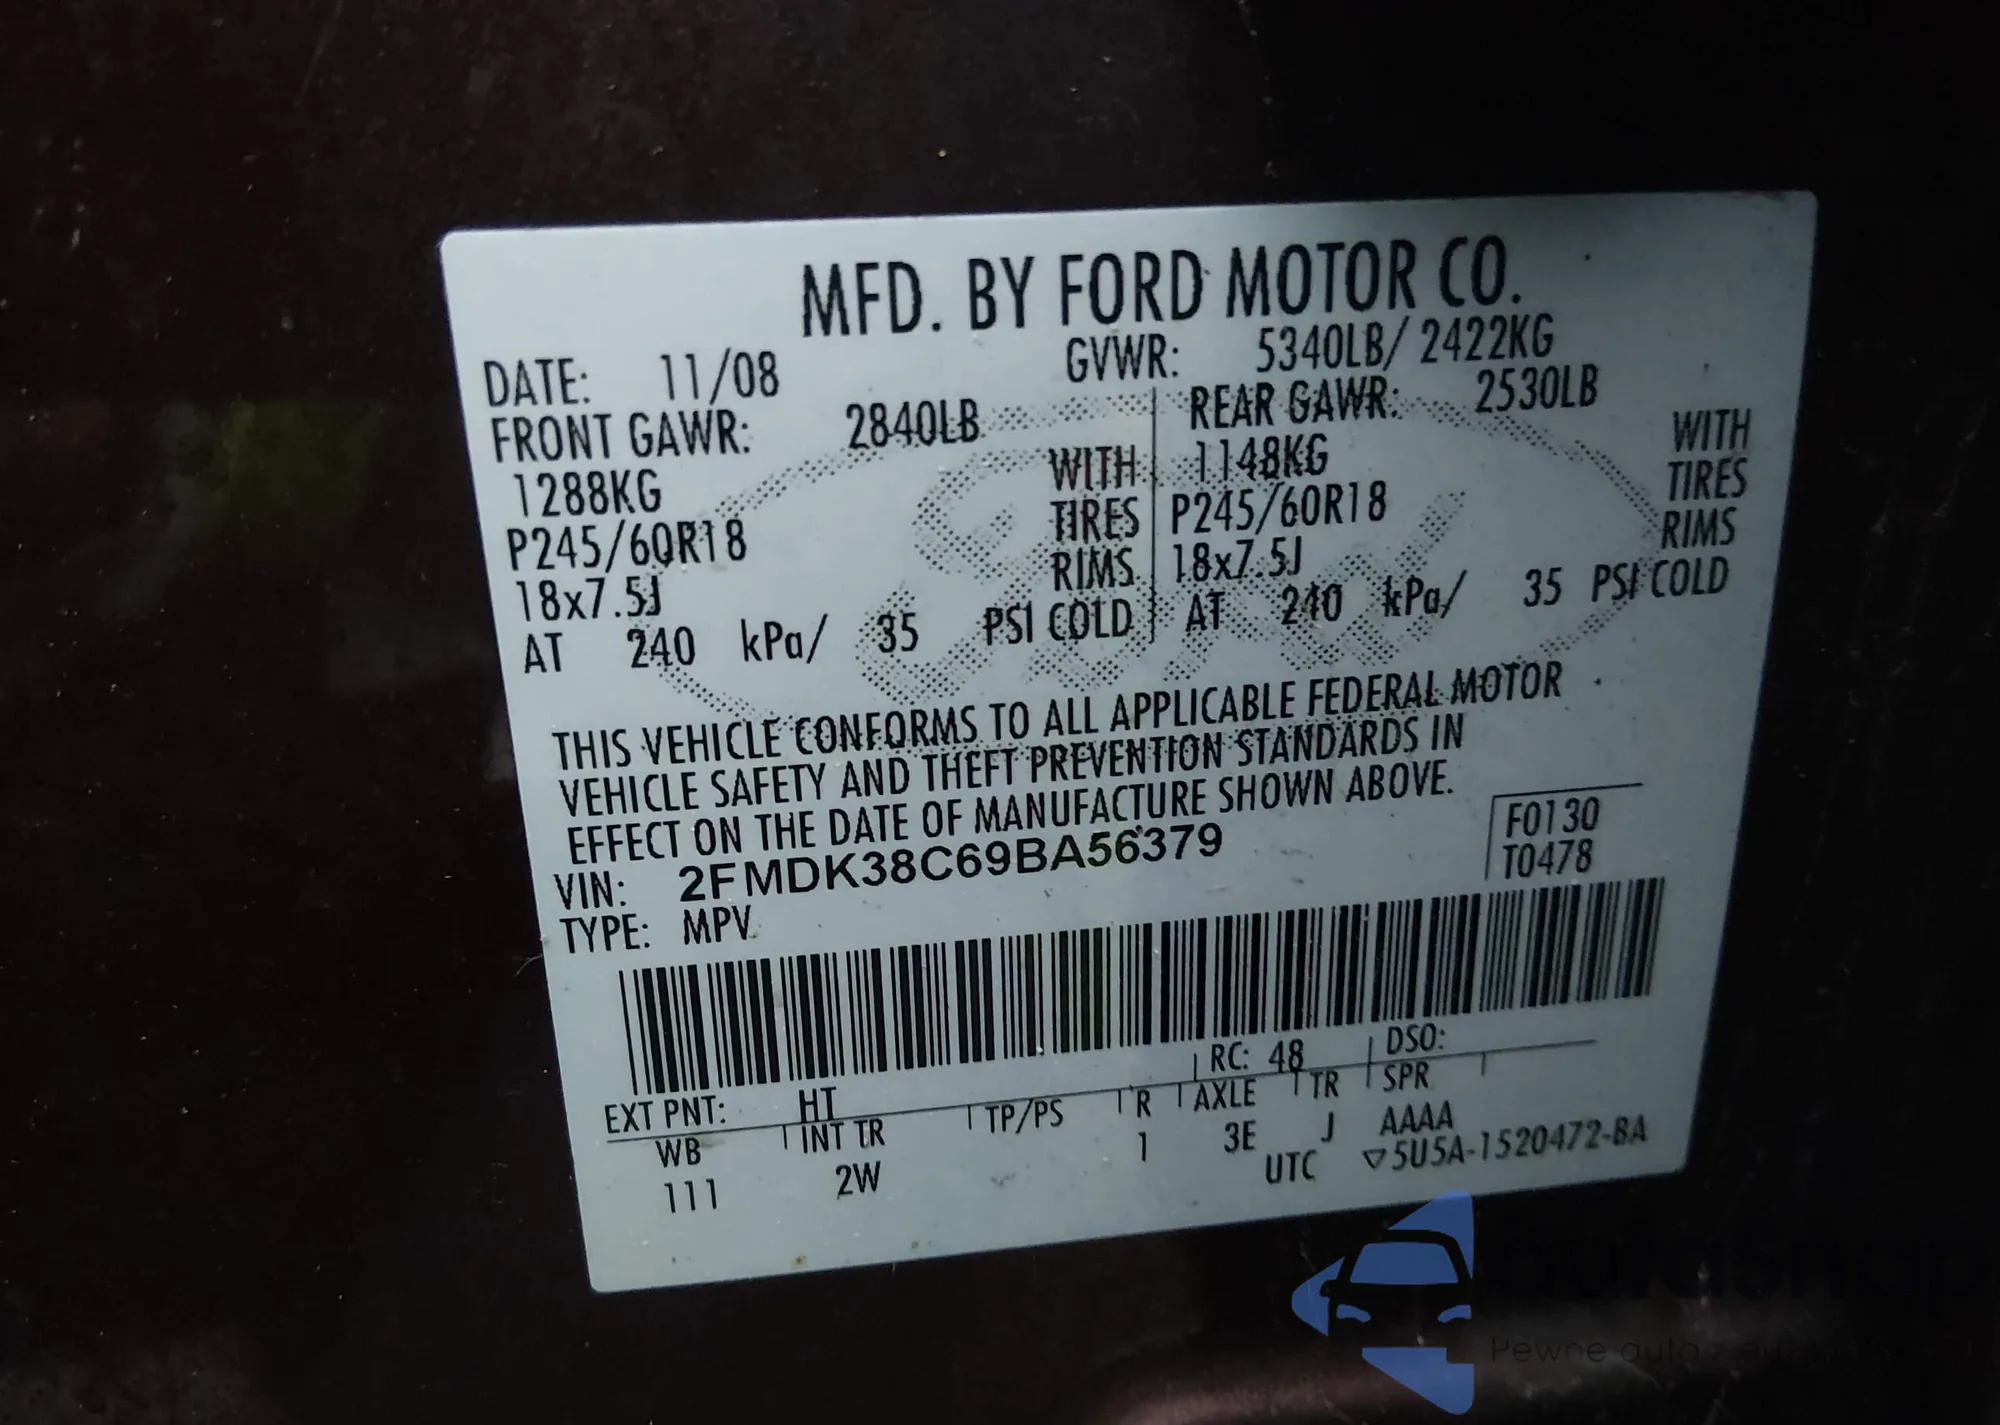 MFD. BY FORD MOTOR CO.
DATE: 11/08 GVWR: 5340LB/ 2422KG
FRONT GAWR: 2840LB REAR GAWR: 2530LB
1288KG WITH 1148KG WITH
P245/60R18 TIRES P245/60R18 TIRES
18x7.5J RIMS 18x7.5J RIMS
AT 240 kPa/ 35 PSI COLD AT 240 kPa/ 35 PSI COLD
THIS VEHICLE CONFORMS TO ALL APPLICABLE FEDERAL MOTOR
VEHICLE SAFETY AND THEFT PREVENTION STANDARDS IN
EFFECT ON THE DATE OF MANUFACTURE SHOWN ABOVE.
VIN: 2FMDK38C69BA56379 F0130
TYPE: MPV T0478
EXT PNT: HT RC: 48 DSO:
WB INT TR TP/PS R AXLE TR SPR
111 2W 1 3E J AAAA
UTC ▽5U5A-1520472-BA
Pewne auto z